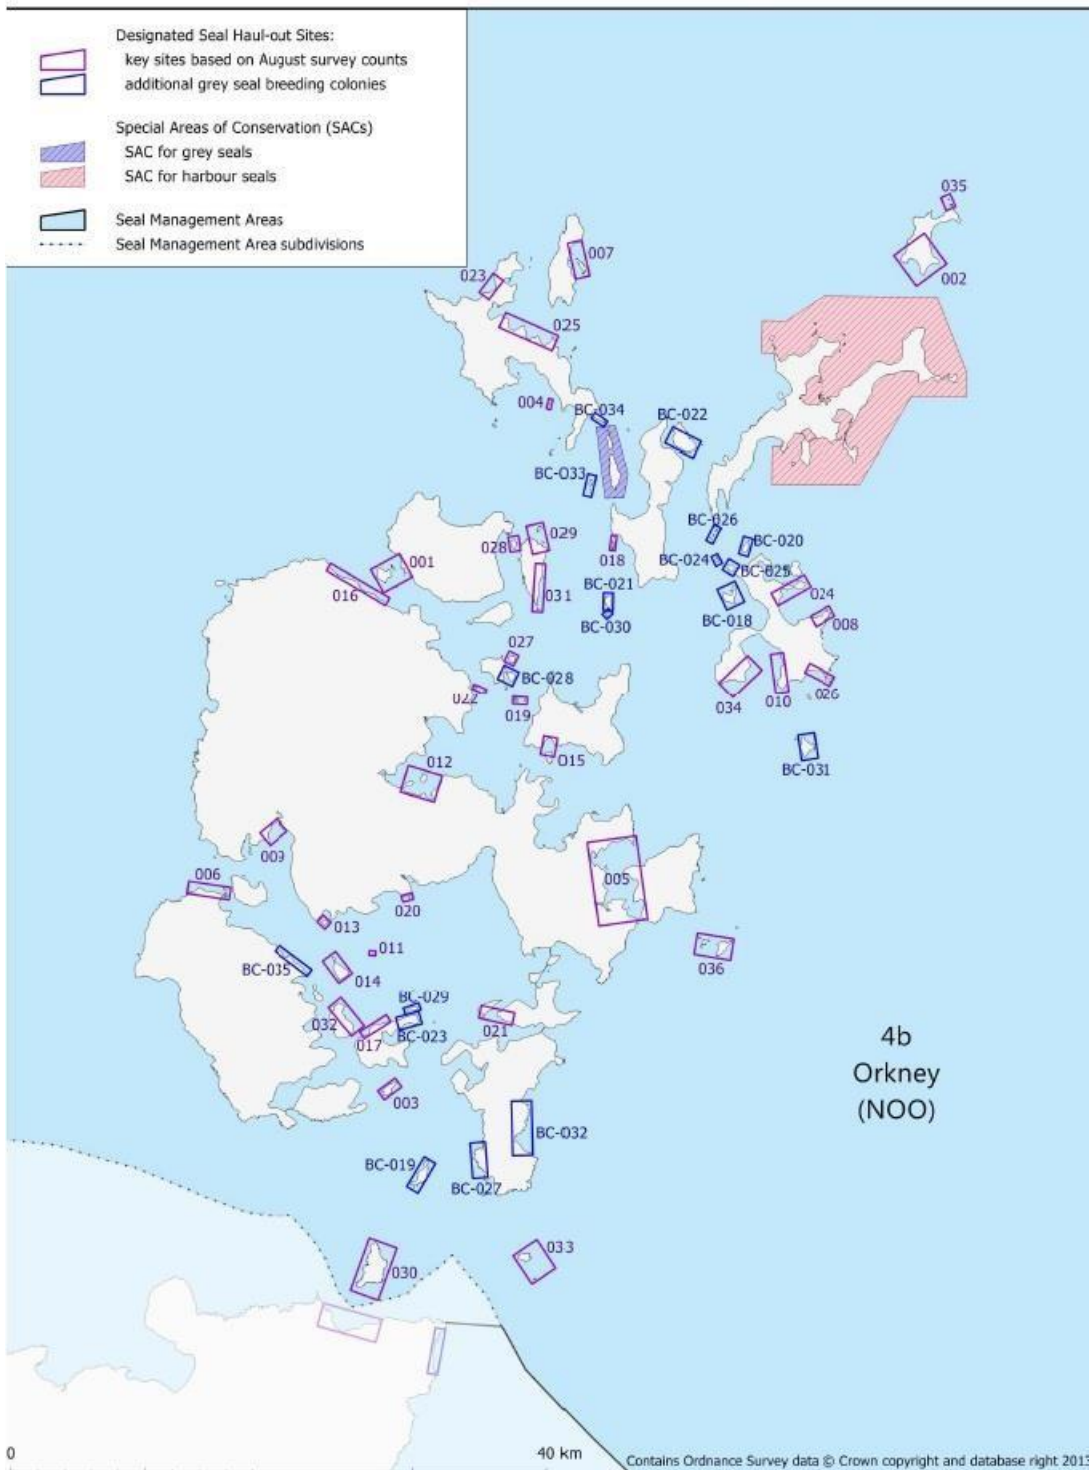 Designated Seal Haul-out Sites:
key sites based on August survey counts
additional grey seal breeding colonies
Special Areas of Conservation (SACs)
SAC for grey seals
SAC for harbour seals
Seal Management Areas
Seal Management Area subdivisions
035
007
002
023
025
004
BC-034
BC-022
BC-033
BC-026
029
028
018
BC-020
BC-024
BC-025
001
016
031
BC-021
024
BC-018
008
BC-030
027
BC-028
022
019
034
010
026
015
BC-031
012
009
006
005
020
013
011
036
BC-035
014
BC-029
032
017
BC-023
021
003
4b
Orkney
(NOO)
BC-032
BC-019
BC-027
033
030
0
40 km
Contains Ordnance Survey data © Crown copyright and database right 2013